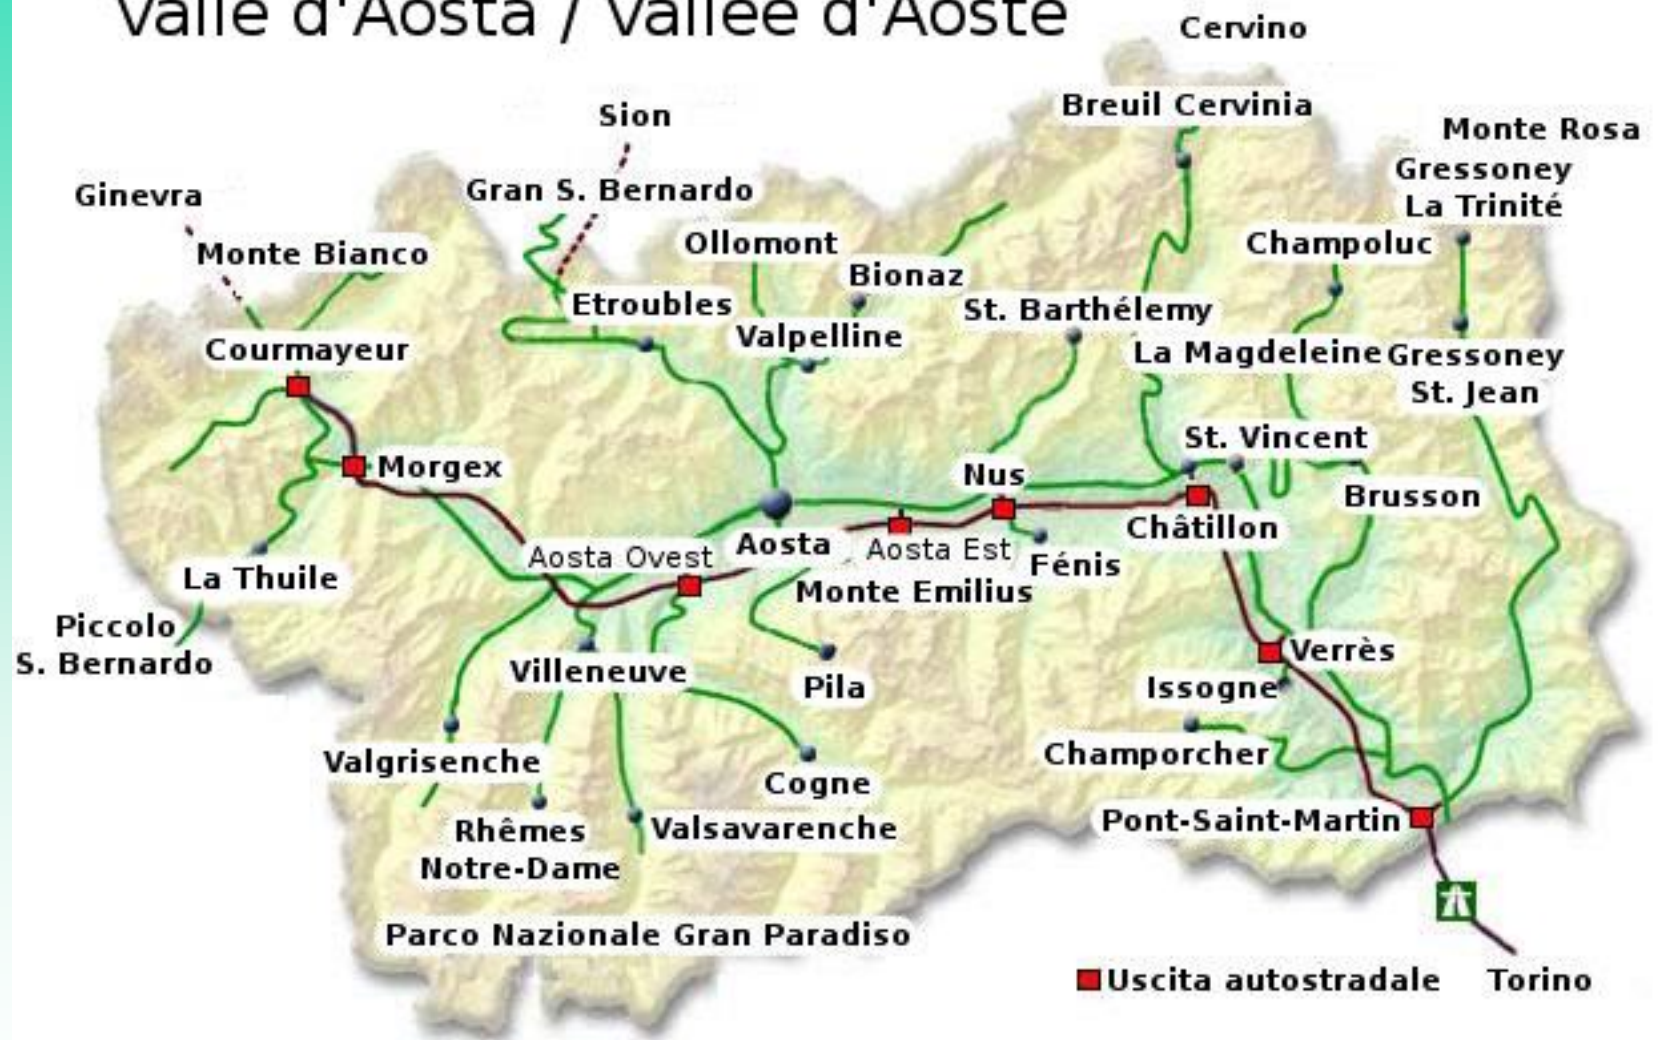 Valle d'Aosta / Vallée d'Aoste
Cervino
Breuil Cervinia
Sion
Monte Rosa
Gressoney
La Trinité
Ginevra
Gran S. Bernardo
Monte Bianco
Ollomont
Champoluc
Bionaz
Etroubles
St. Barthélemy
Valpelline
Courmayeur
La Magdeleine
Gressoney
St. Jean
St. Vincent
Morgex
Nus
Brusson
Châtillon
Aosta Ovest
Aosta
Aosta Est
Fénis
La Thuile
Monte Emilius
Piccolo
S. Bernardo
Verrès
Villeneuve
Pila
Issogne
Valgrisenche
Cogne
Champorcher
Rhêmes
Notre-Dame
Valsavarenche
Pont-Saint-Martin
Parco Nazionale Gran Paradiso
Uscita autostradale
Torino